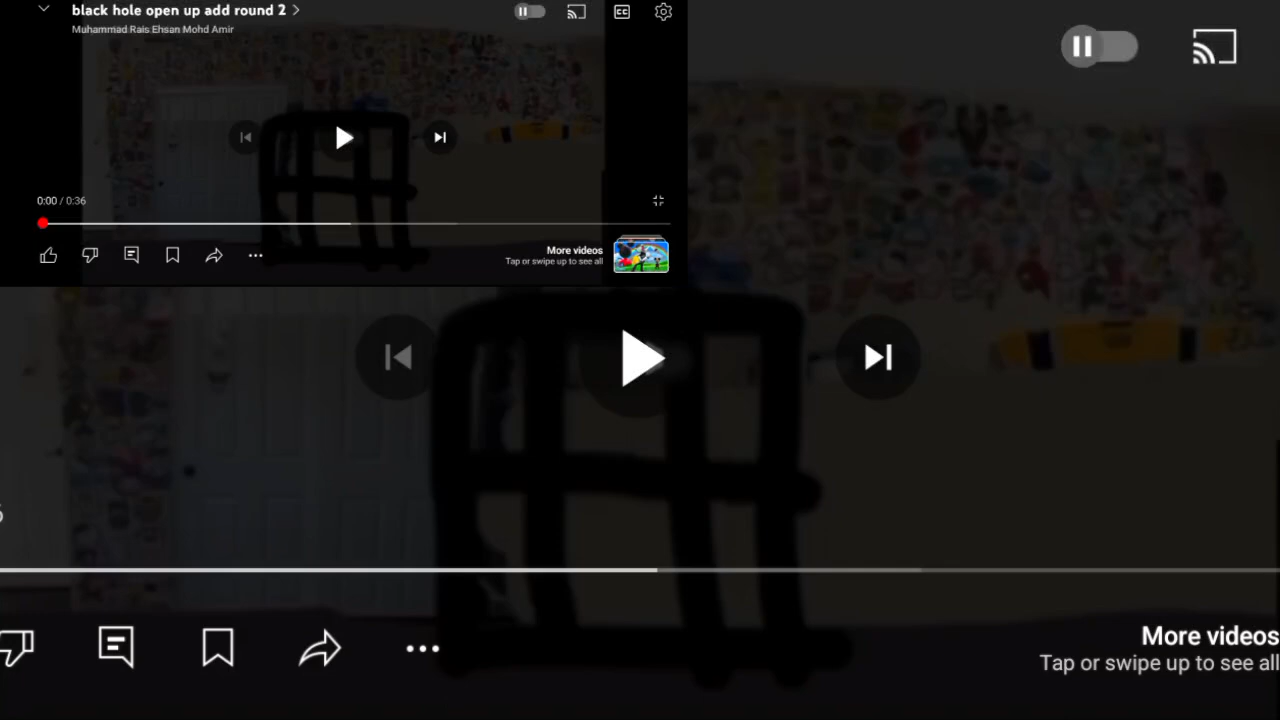 black hole open up add round 2
Muhammad Rais Ehsan Mohd Amir
CC
0:00 / 0:36
More videos
Tap or swipe up to see all
More videos
Tap or swipe up to see all